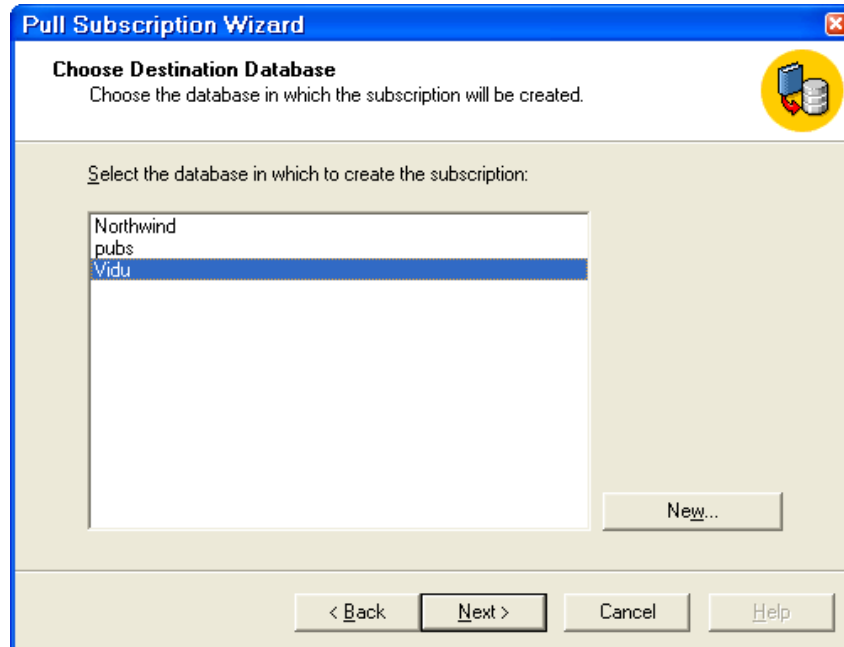 Pull Subscription Wizard
Choose Destination Database
Choose the database in which the subscription will be created.
Select the database in which to create the subscription:
Northwind
pubs
Vidu
New...
< Back
Next >
Cancel
Help